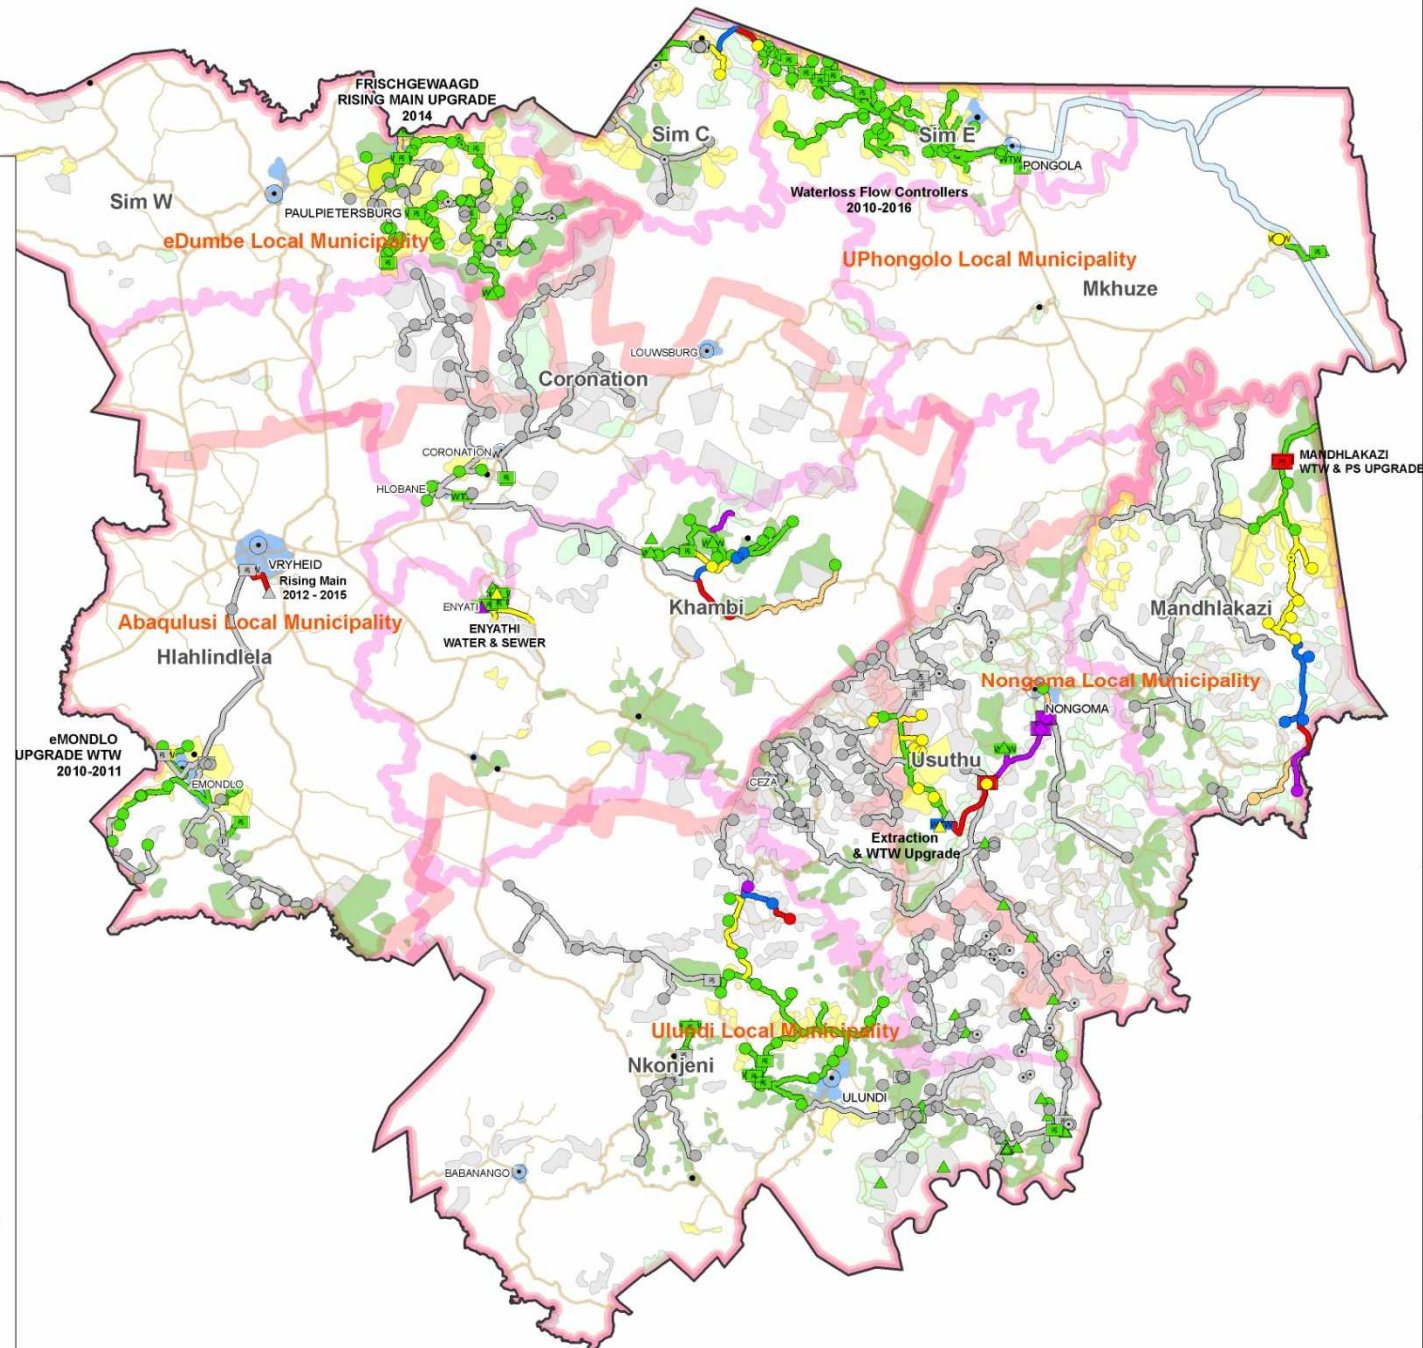 FRISCHGEWAAGD
RISING MAIN UPGRADE
2014
Sim C
Sim E
WTW
PONGOLA
Waterloss Flow Controllers
2010-2016
Sim W
PAULPIETERSBURG
eDumbe Local Municipality
UPhongolo Local Municipality
Mkhuze
LOUWSBURG
Coronation
CORONATION
HLOBANE
MANDHLAKAZI
WTW & PS UPGRADE
VRYHEID
Rising Main
2012 - 2015
ENYATI
ENYATHI
WATER & SEWER
Khambi
Mandhlakazi
Abaqulusi Local Municipality
Hlahlindlela
Nongoma Local Municipality
NONGOMA
eMONDLO
UPGRADE WTW
2010-2011
EMONDLO
Usuthu
CEZA
Extraction
& WTW Upgrade
Ulundi Local Municipality
Nkonjeni
ULUNDI
BABANANGO